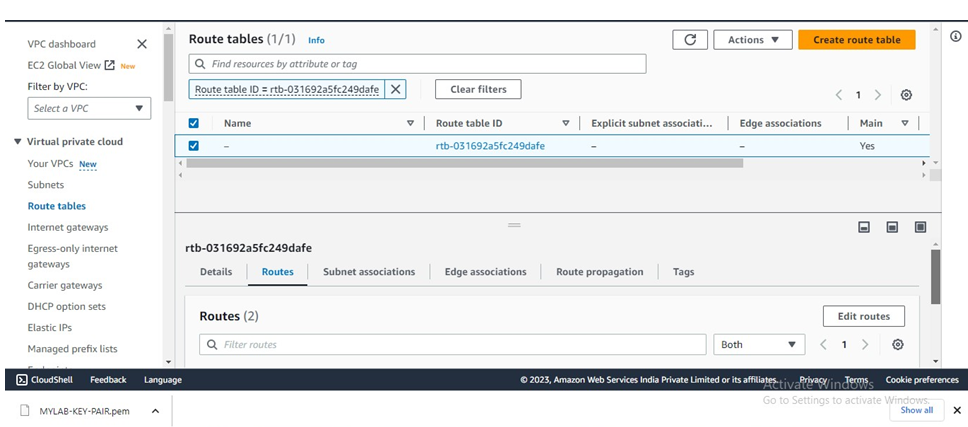 VPC dashboard
EC2 Global View New
Filter by VPC:
Select a VPC
Virtual private cloud
Your VPCs New
Subnets
Route tables
Internet gateways
Egress-only internet
gateways
Carrier gateways
DHCP option sets
Elastic IPs
Managed prefix lists
Route tables (1/1) Info
Actions
Create route table
Find resources by attribute or tag
Route table ID = rtb-031692a5fc249dafe
Clear filters
1
Name Route table ID Explicit subnet associati... Edge associations Main
– rtb-031692a5fc249dafe – – Yes
rtb-031692a5fc249dafe
Details Routes Subnet associations Edge associations Route propagation Tags
Routes (2)
Edit routes
Filter routes
Both
1
CloudShell Feedback Language © 2023, Amazon Web Services India Private Limited or its affiliates. Privacy Terms Cookie preferences
Activate Windows
Go to Settings to activate Windows.
MYLAB-KEY-PAIR.pem
Show all